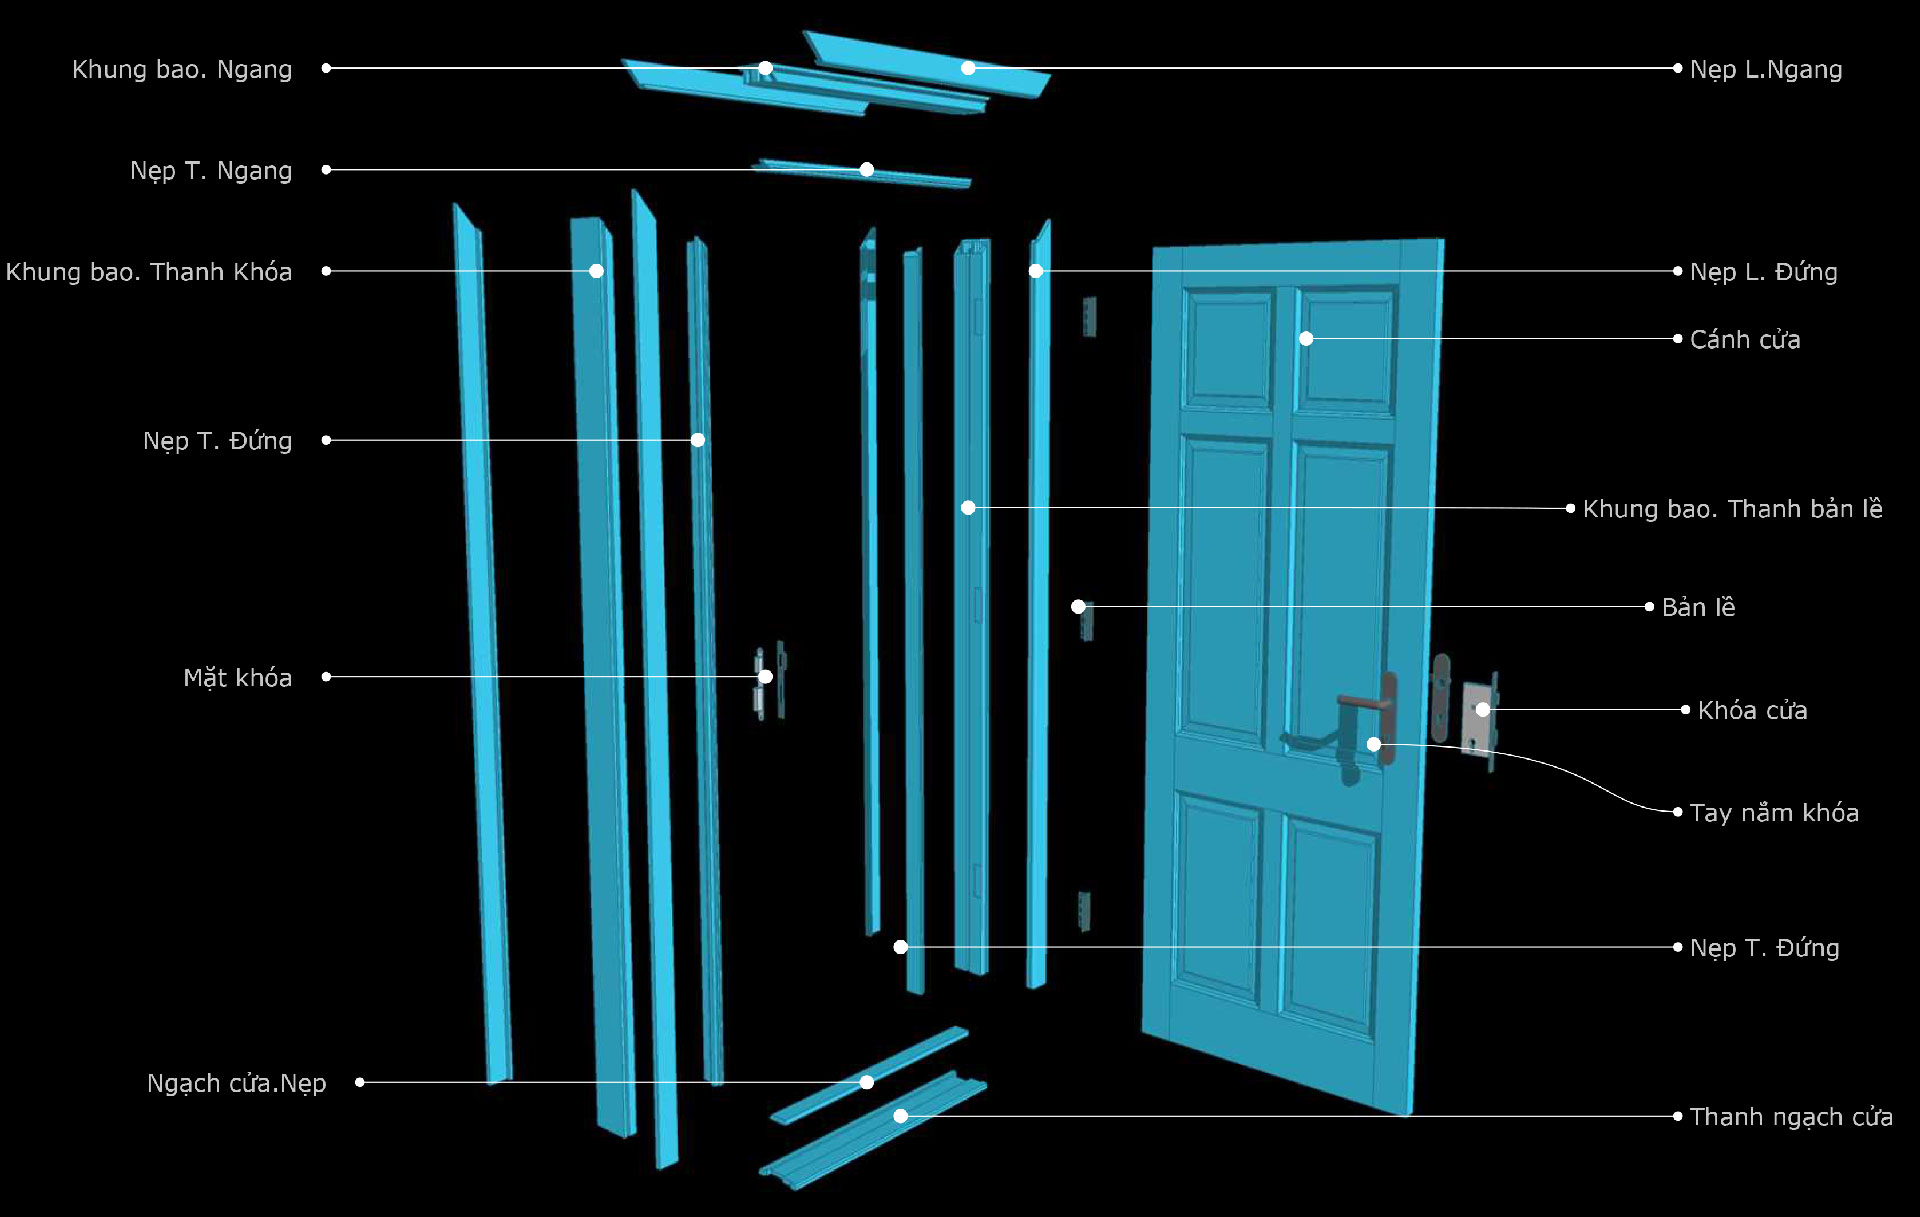 Khung bao. Ngang
Nẹp L.Ngang
Nẹp T. Ngang
Khung bao. Thanh Khóa
Nẹp L. Đứng
Cánh cửa
Nẹp T. Đứng
Khung bao. Thanh bản lề
Bản lề
Mặt khóa
Khóa cửa
Tay nắm khóa
Nẹp T. Đứng
Ngạch cửa.Nẹp
Thanh ngạch cửa